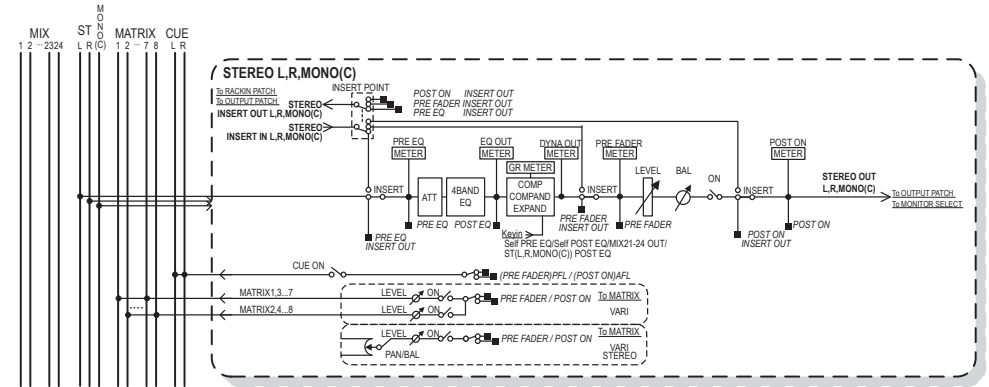 MIX
1 2 ··· 2324
ST
L R
MONO
(C)
MATRIX
1 2 ··· 7 8
CUE
L R
STEREO L,R,MONO(C)
To RACKIN PATCH
To OUTPUT PATCH
STEREO
INSERT OUT L,R,MONO(C)
STEREO
INSERT IN L,R,MONO(C)
INSERT POINT
POST ON INSERT OUT
PRE FADER INSERT OUT
PRE EQ INSERT OUT
PRE EQ
METER
EQ OUT
METER
DYNA OUT
METER
PRE FADER
METER
POST ON
METER
GR METER
LEVEL
BAL
ON
INSERT
ATT
4BAND
EQ
COMP
COMPAND
EXPAND
INSERT
INSERT
STEREO OUT
L,R,MONO(C)
To OUTPUT PATCH
To MONITOR SELECT
PRE EQ
INSERT OUT
PRE EQ
POST EQ
PRE FADER
INSERT OUT
PRE FADER
POST ON
INSERT OUT
POST ON
Keyin
Self PRE EQ/Self POST EQ/MIX21-24 OUT/
ST(L,R,MONO(C)) POST EQ
CUE ON
(PRE FADER)PFL / (POST ON)AFL
MATRIX1,3...7
LEVEL
ON
PRE FADER / POST ON
To MATRIX
VARI
MATRIX2,4...8
LEVEL
ON
LEVEL
ON
PRE FADER / POST ON
To MATRIX
VARI
STEREO
PAN/BAL